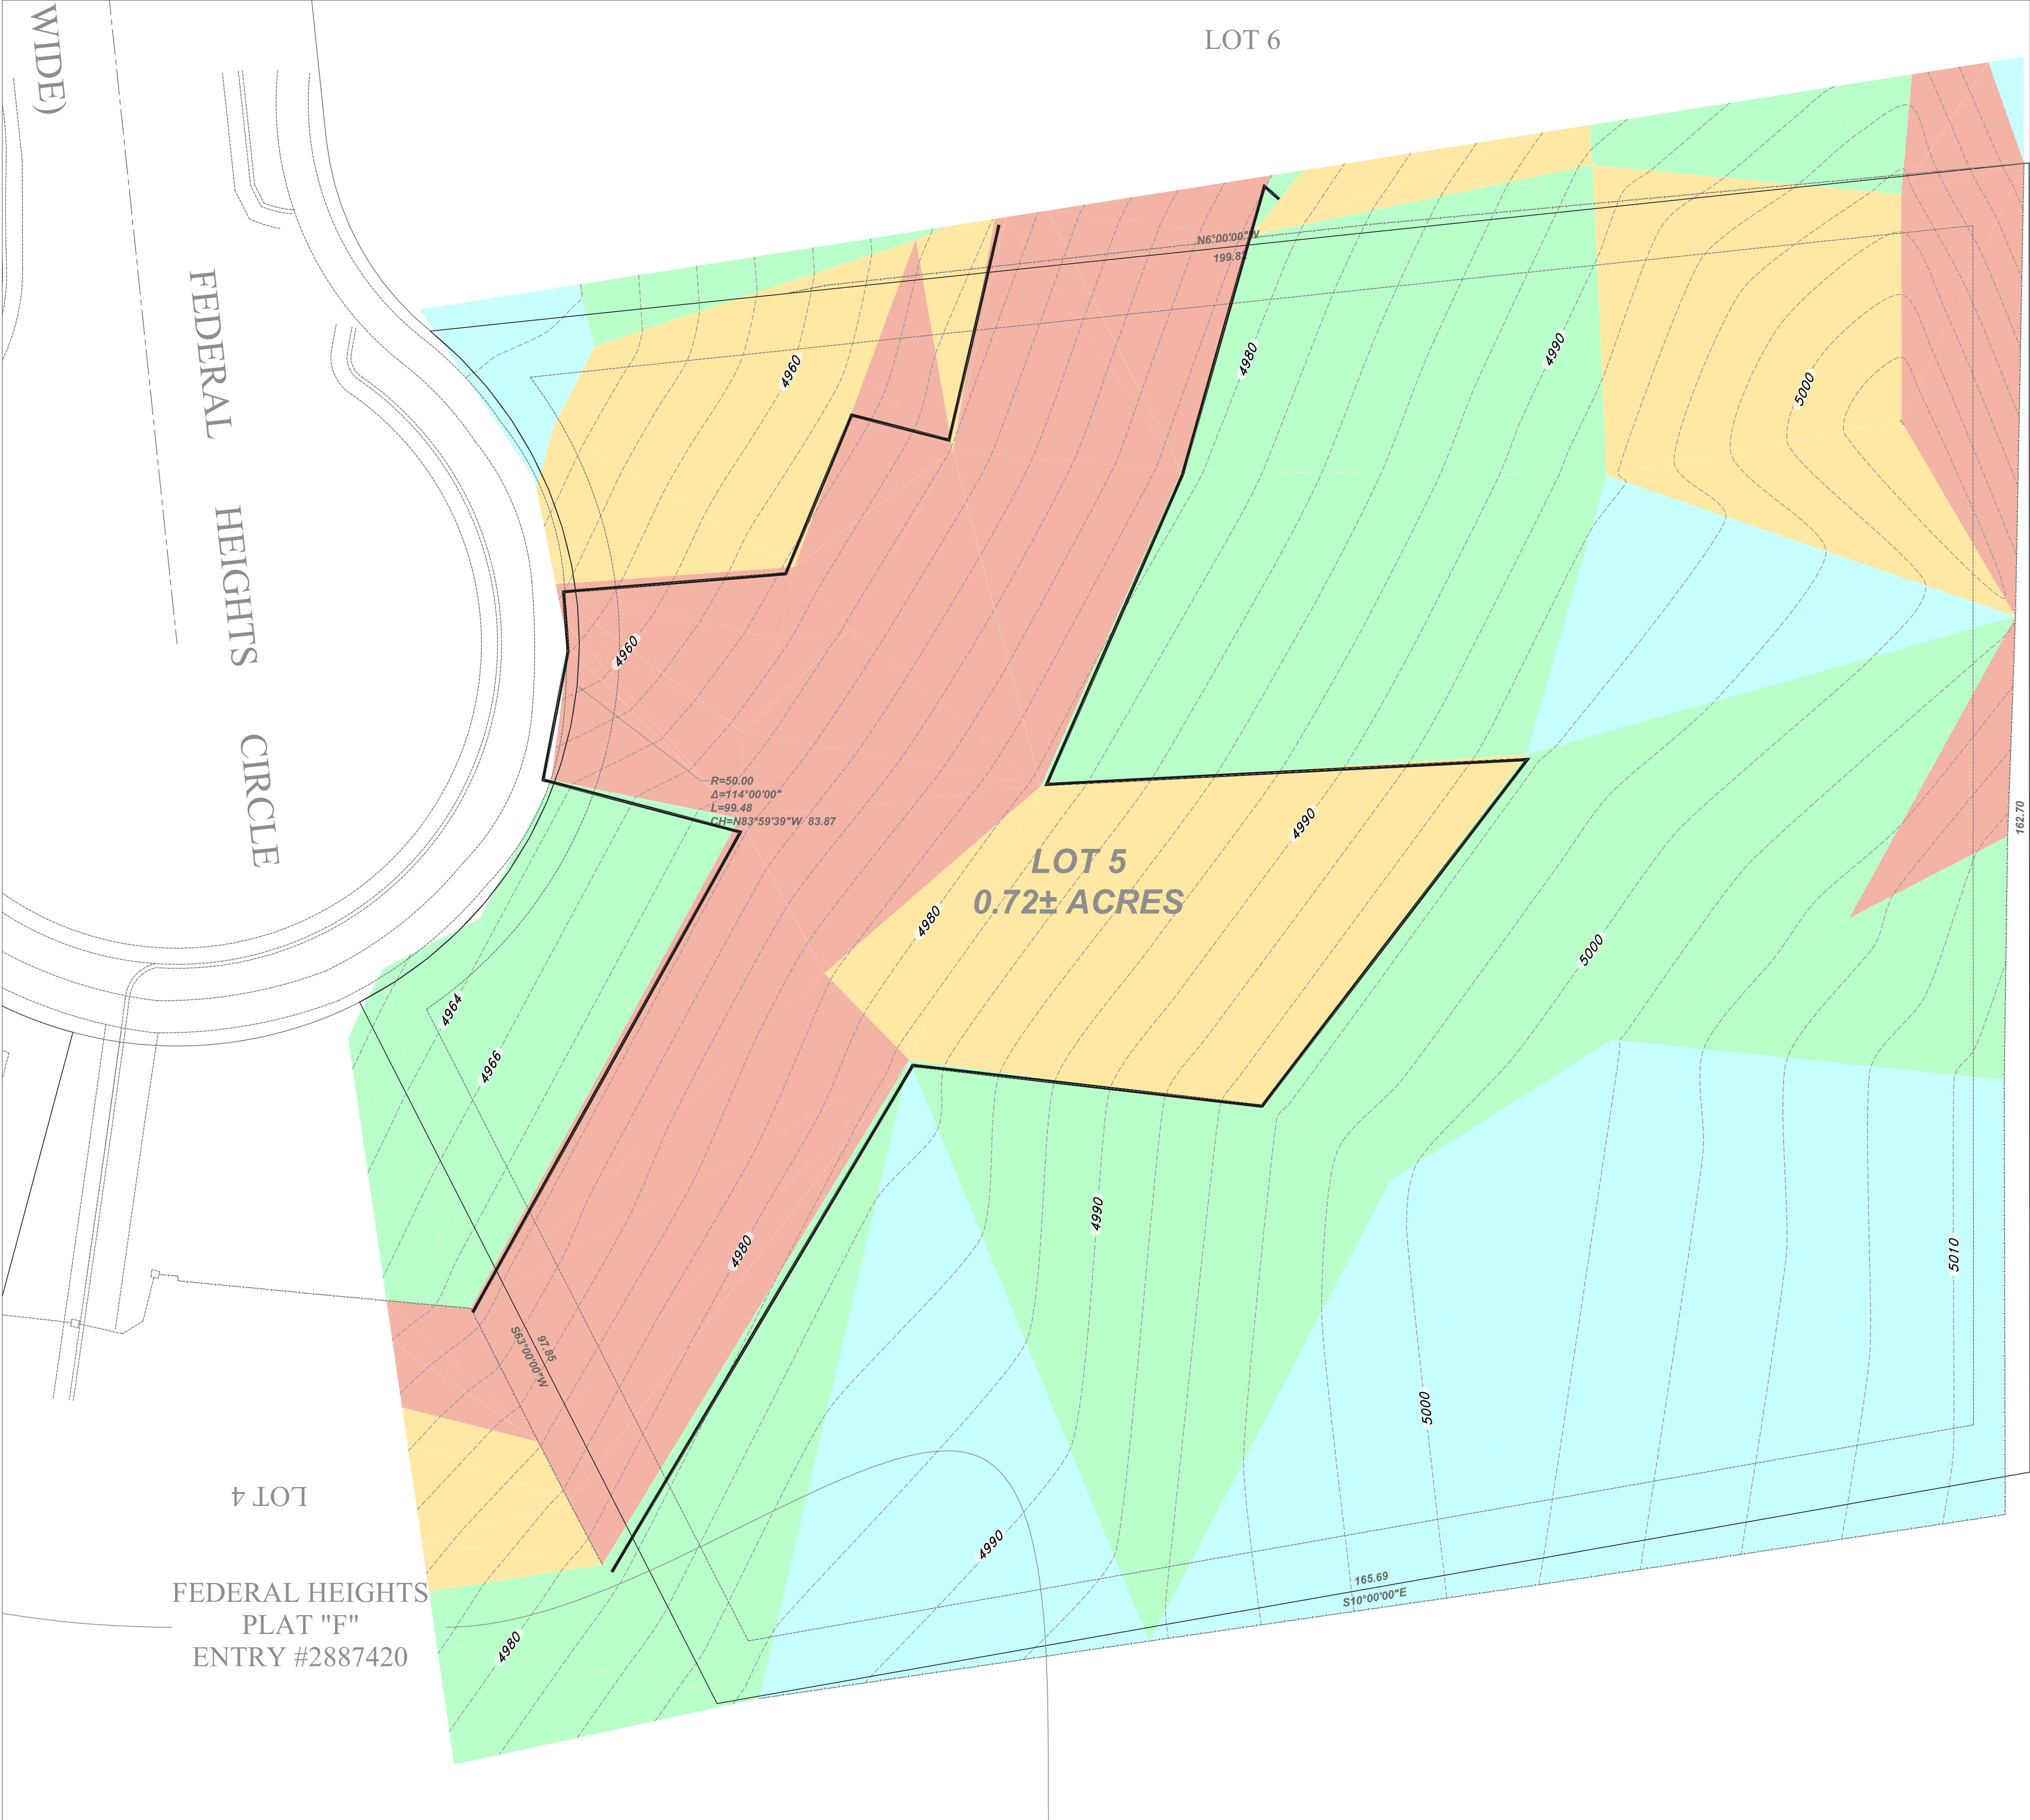 LOT 6
WIDE)
FEDERAL HEIGHTS CIRCLE
N6°00'00"W
199.83
4960
4980
4990
5000
4960
R=50.00
Δ=114°00'00"
L=99.48
CH=N83°59'39"W 83.87
162.70
4990
LOT 5
0.72± ACRES
4980
5000
4964
4966
4990
4980
5010
97.85
S63°00'00"W
5000
LOT 4
4990
165.69
S10°00'00"E
FEDERAL HEIGHTS
PLAT "F"
ENTRY #2887420
4980